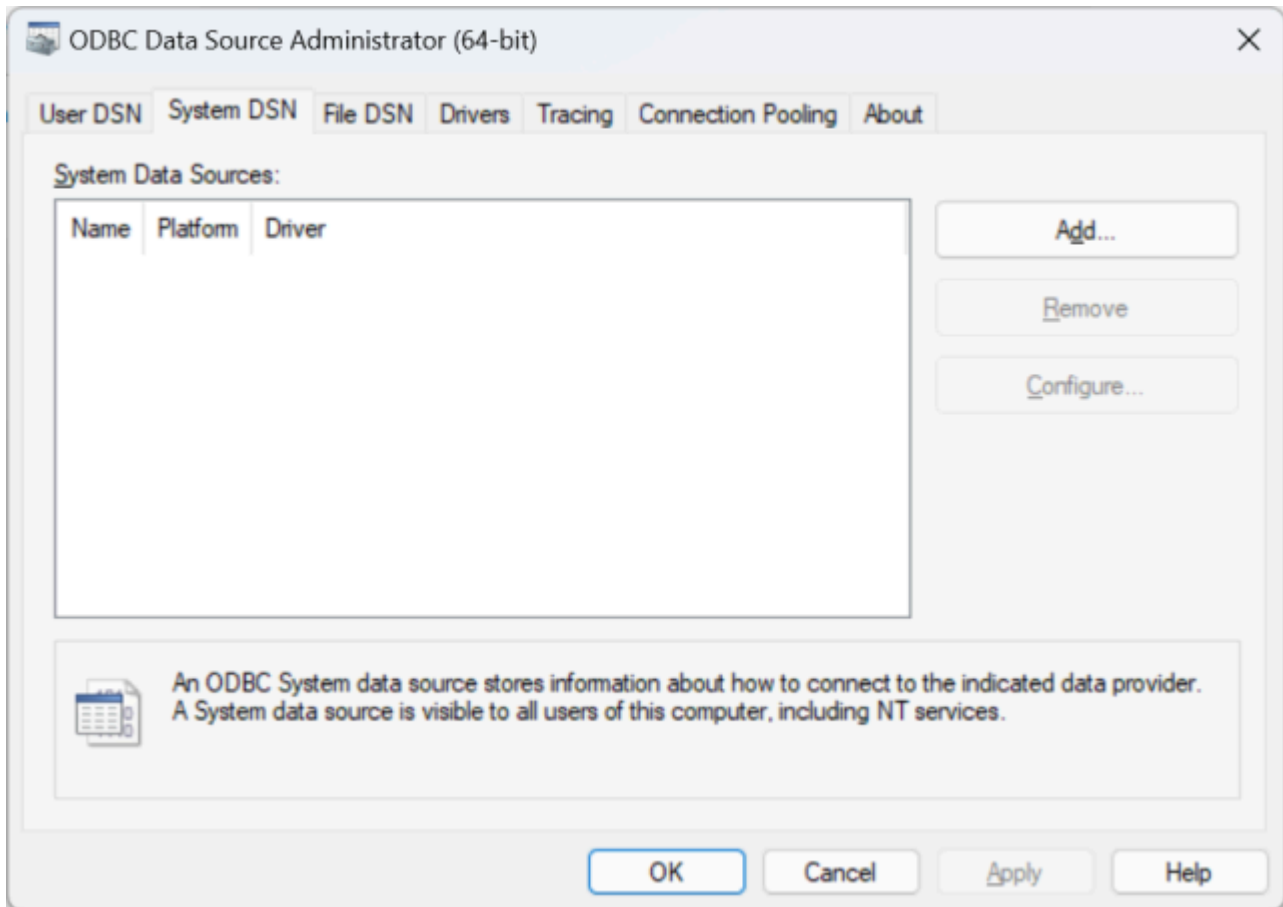 ODBC Data Source Administrator (64-bit)
User DSN System DSN File DSN Drivers Tracing Connection Pooling About
System Data Sources:
Name Platform Driver
Add...
Remove
Configure...
An ODBC System data source stores information about how to connect to the indicated data provider.
A System data source is visible to all users of this computer, including NT services.
OK Cancel Apply Help